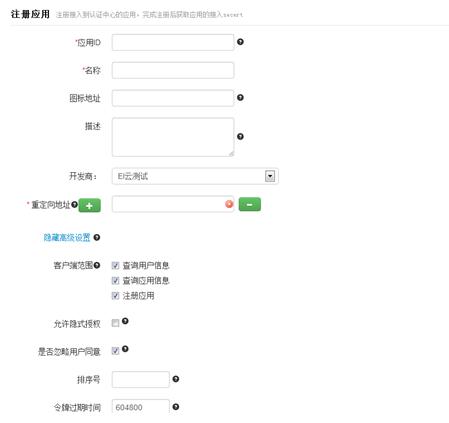 注册应用 注册接入到认证中心的应用，完成注册后获取应用的接入secert
*应用ID
*名称
图标地址
描述
开发商： EI云测试
*重定向地址
隐藏高级设置
客户端范围 查询用户信息
查询应用信息
注册应用
允许隐式授权
是否忽略用户同意
排序号
令牌过期时间 604800